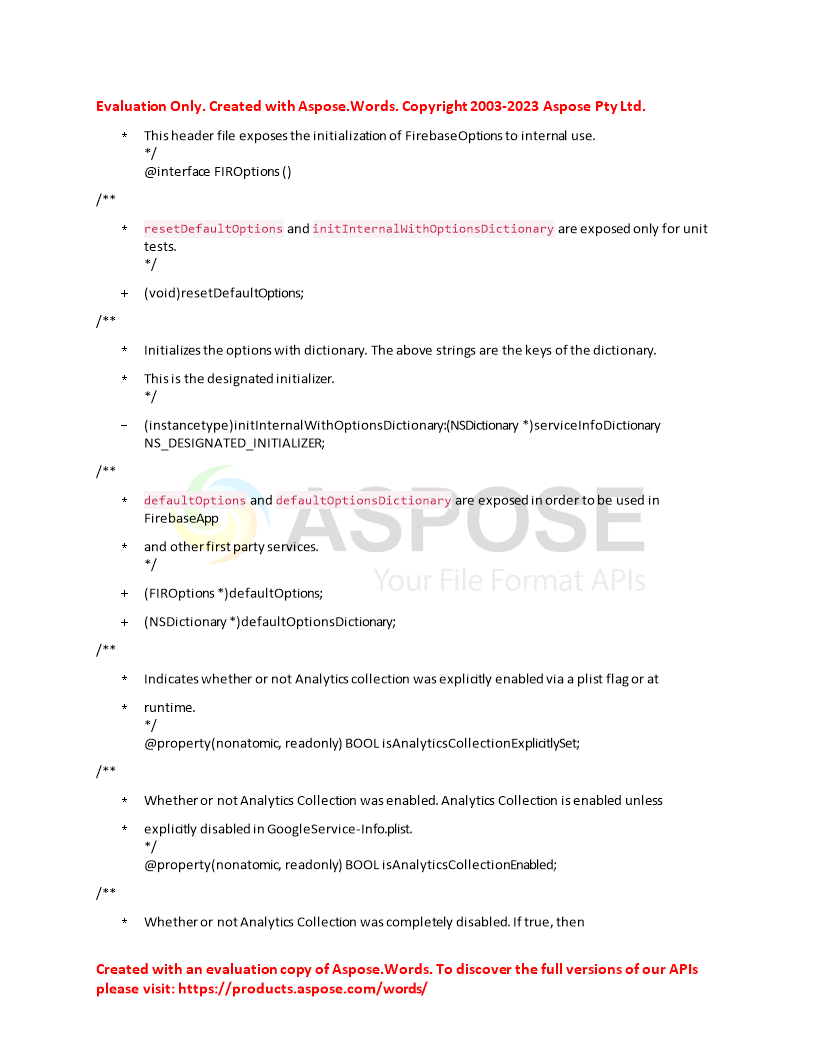 Evaluation Only. Created with Aspose.Words. Copyright 2003-2023 Aspose Pty Ltd.
* This header file exposes the initialization of FirebaseOptions to internal use.
*/
@interface FIROptions ()
/**
* resetDefaultOptions and initInternalWithOptionsDictionary are exposed only for unit
tests.
*/
+ (void)resetDefaultOptions;
/**
* Initializes the options with dictionary. The above strings are the keys of the dictionary.
* This is the designated initializer.
*/
− (instancetype)initInternalWithOptionsDictionary:(NSDictionary *)serviceInfoDictionary
NS_DESIGNATED_INITIALIZER;
/**
* defaultOptions and defaultOptionsDictionary are exposed in order to be used in
FirebaseApp
* and other first party services.
*/
ASPOSE
Your File Format APIs
+ (FIROptions *)defaultOptions;
+ (NSDictionary *)defaultOptionsDictionary;
/**
* Indicates whether or not Analytics collection was explicitly enabled via a plist flag or at
* runtime.
*/
@property(nonatomic, readonly) BOOL isAnalyticsCollectionExplicitlySet;
/**
* Whether or not Analytics Collection was enabled. Analytics Collection is enabled unless
* explicitly disabled in GoogleService-Info.plist.
*/
@property(nonatomic, readonly) BOOL isAnalyticsCollectionEnabled;
/**
* Whether or not Analytics Collection was completely disabled. If true, then
Created with an evaluation copy of Aspose.Words. To discover the full versions of our APIs
please visit: https://products.aspose.com/words/